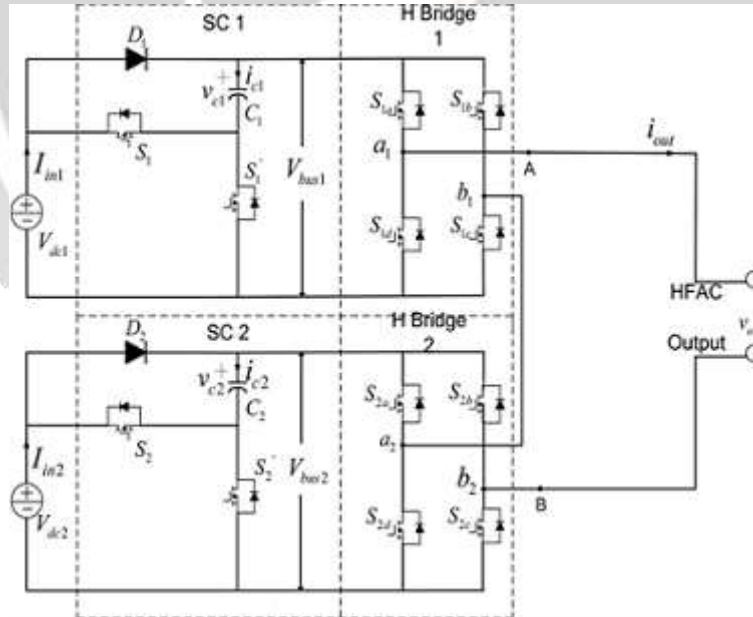 SC 1
H Bridge
1
D1
vc1
+
ic1
C1
S1
S1'
Iin1
Vdc1
Vbus1
S1a
S1b
a1
b1
S1d
S1c
A
iout
HFAC
Output
SC 2
H Bridge
2
D2
vc2
+
ic2
C2
S2
S2'
Iin2
Vdc2
Vbus2
S2a
S2b
a2
b2
S2d
S2c
B